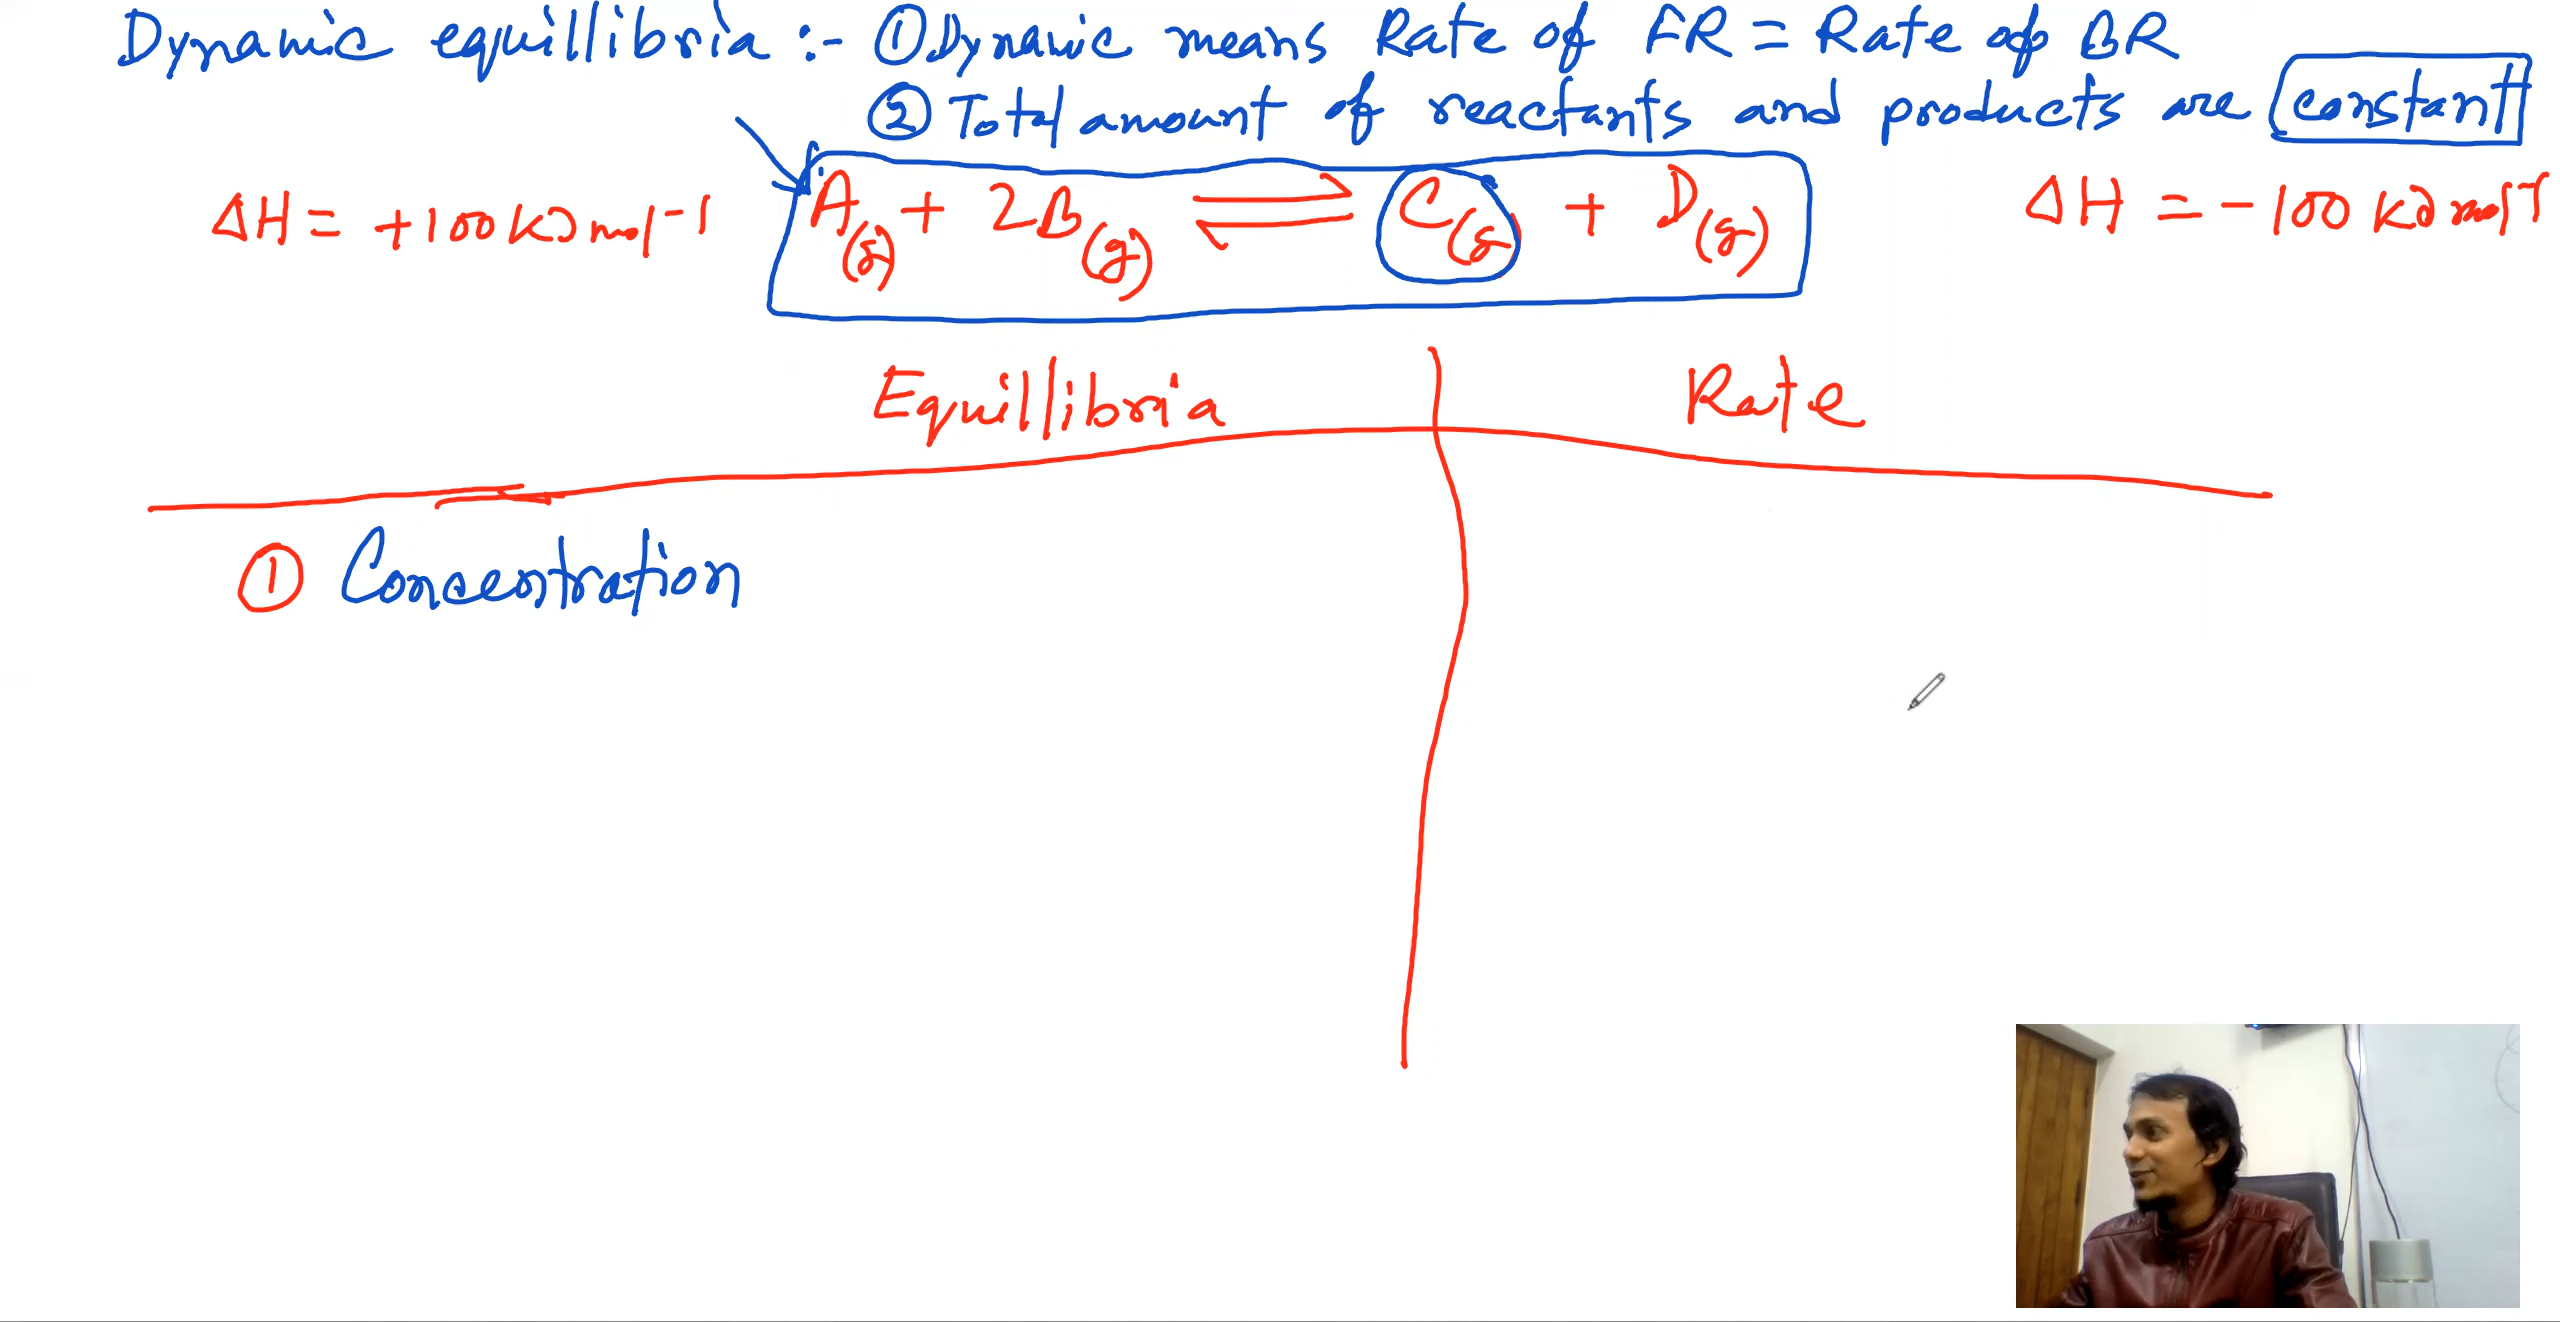 Dynamic equillibria :- ① Dynamic means Rate of FR = Rate of BR
② Total amount of reactants and products are constant
ΔH = +100 kJ mol⁻¹ A(g) + 2B(g) ⇌ C(g) + D(g) ΔH = -100 kJ mol⁻¹
Equillibria Rate
① Concentration